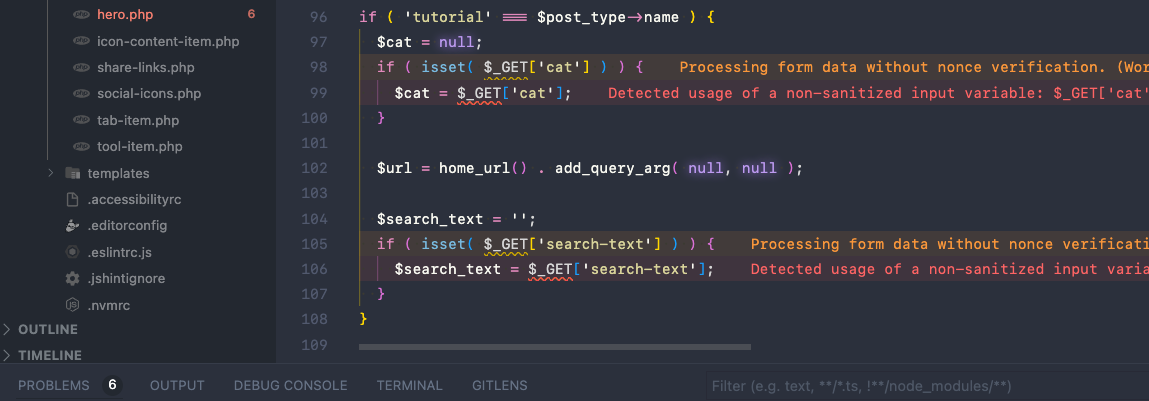 hero.php 6
icon-content-item.php
share-links.php
social-icons.php
tab-item.php
tool-item.php
templates
.accessibilityrc
.editorconfig
.eslintrc.js
.jshintignore
.nvmrc
OUTLINE
TIMELINE
96 if ( 'tutorial' === $post_type->name ) {
97 $cat = null;
98 if ( isset( $_GET['cat'] ) ) { Processing form data without nonce verification. (Wor
99 $cat = $_GET['cat']; Detected usage of a non-sanitized input variable: $_GET['cat'
100 }
101
102 $url = home_url() . add_query_arg( null, null );
103
104 $search_text = '';
105 if ( isset( $_GET['search-text'] ) ) { Processing form data without nonce verificati
106 $search_text = $_GET['search-text']; Detected usage of a non-sanitized input varia
107 }
108 }
109
PROBLEMS 6 OUTPUT DEBUG CONSOLE TERMINAL GITLENS Filter (e.g. text, **/*.ts, !**/node_modules/**)